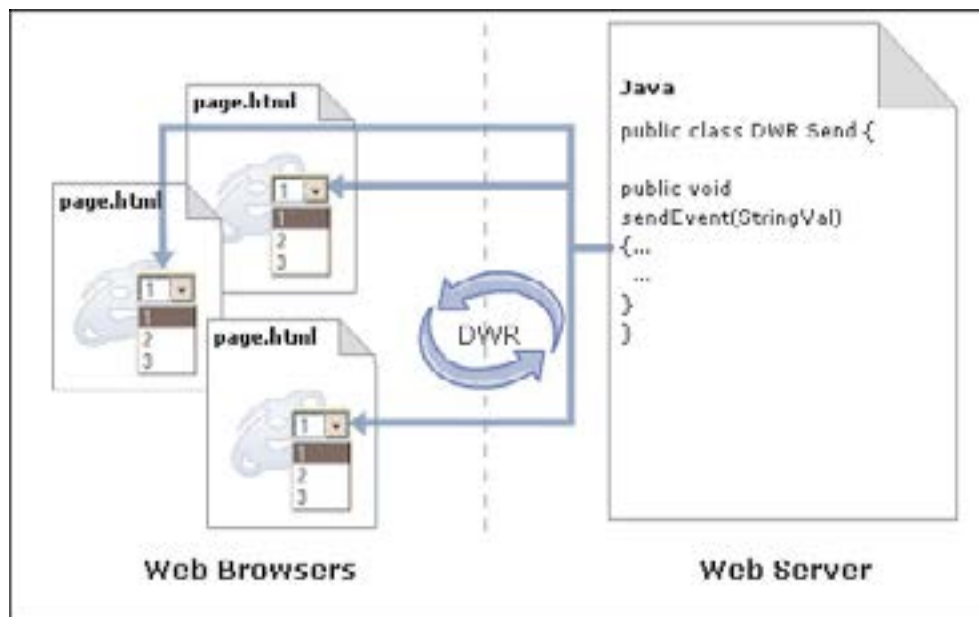 page.html
1
1
2
3
page.html
1
1
2
3
page.html
1
1
2
3
DWR
Java
public class DWR Send {
public void
sendEvent(StringVal)
{...
...
}
}
Web Browsers
Web Server